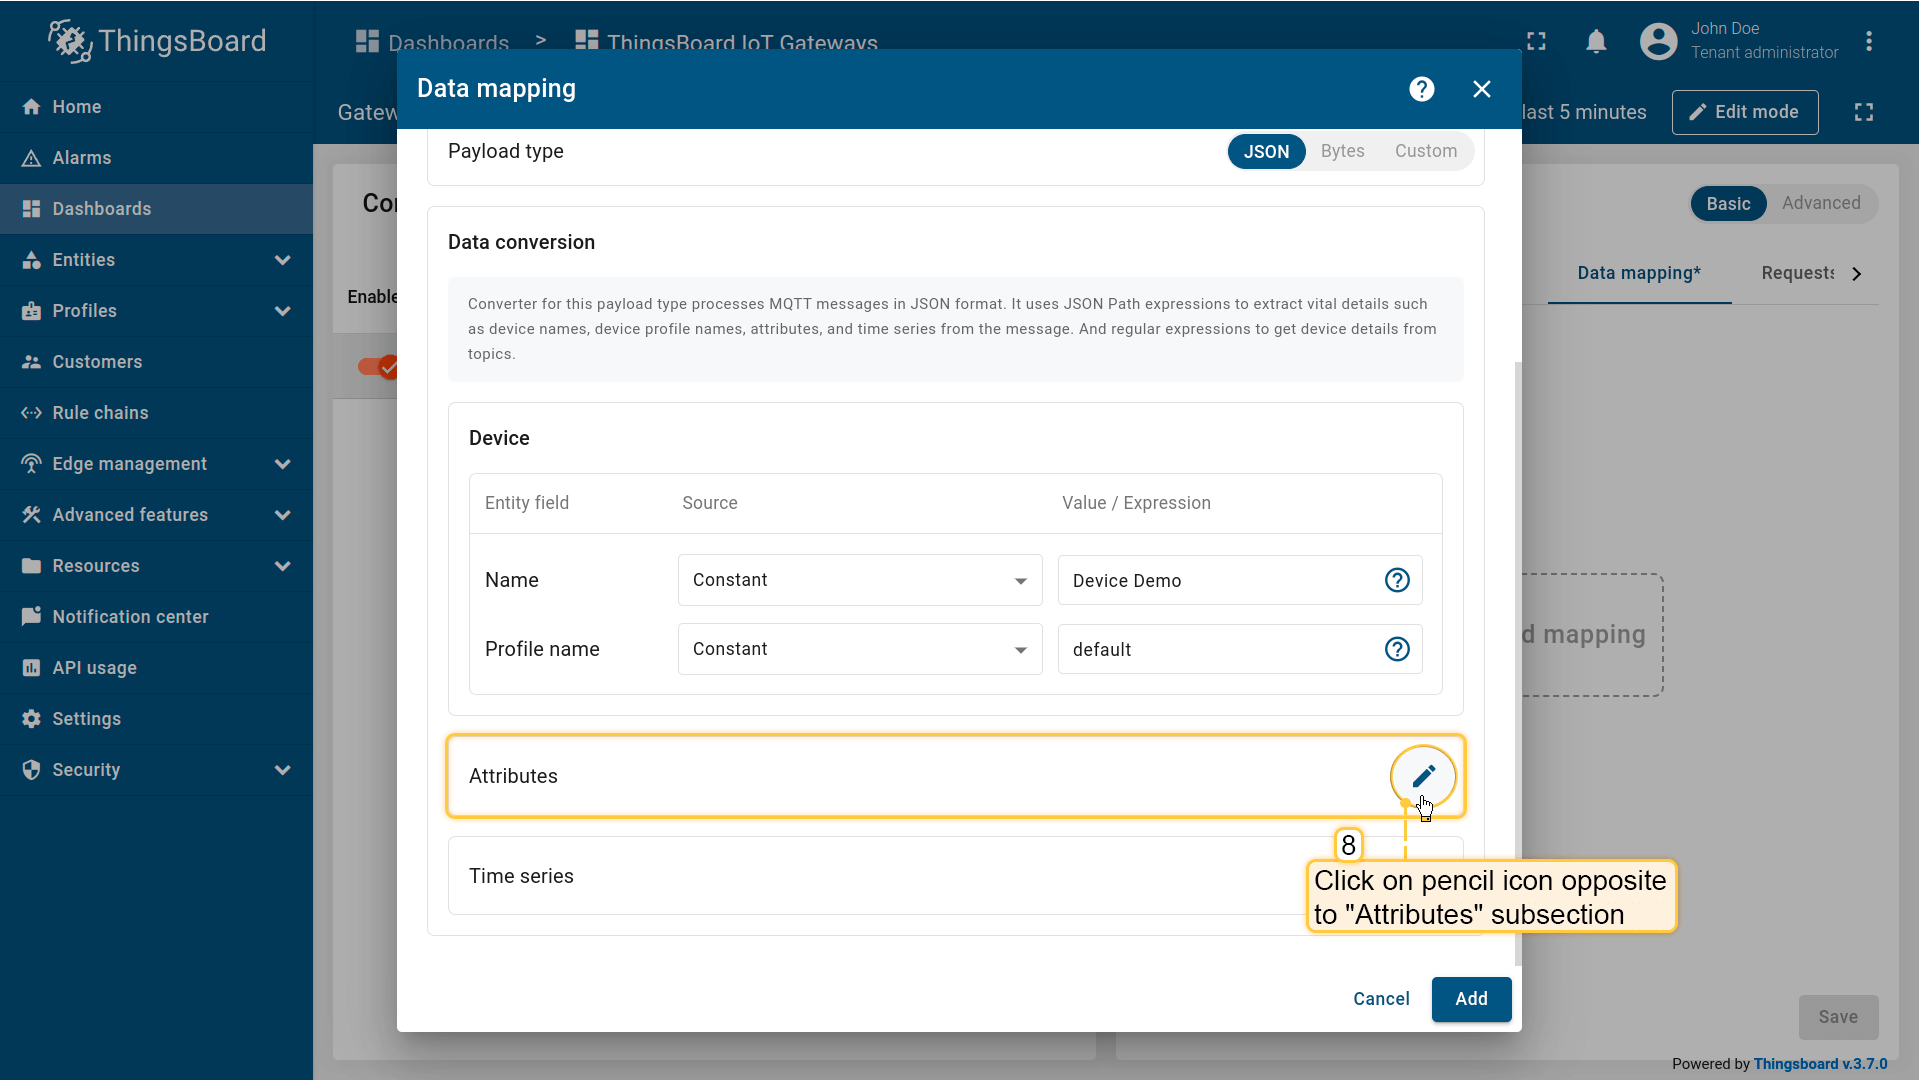 ThingsBoard
Dashboards > ThingsBoard IoT Gateways
John Doe
Tenant administrator
Home
Alarms
Dashboards
Entities
Profiles
Customers
Rule chains
Edge management
Advanced features
Resources
Notification center
API usage
Settings
Security
Gatew
last 5 minutes
Edit mode
Co
Enable
Basic
Advanced
Data mapping*
Requests
d mapping
Save
Powered by Thingsboard v.3.7.0
Data mapping
Payload type
JSON
Bytes
Custom
Data conversion
Converter for this payload type processes MQTT messages in JSON format. It uses JSON Path expressions to extract vital details such
as device names, device profile names, attributes, and time series from the message. And regular expressions to get device details from
topics.
Device
Entity field
Source
Value / Expression
Name
Constant
Device Demo
Profile name
Constant
default
Attributes
Time series
8
Click on pencil icon opposite
to "Attributes" subsection
Cancel
Add